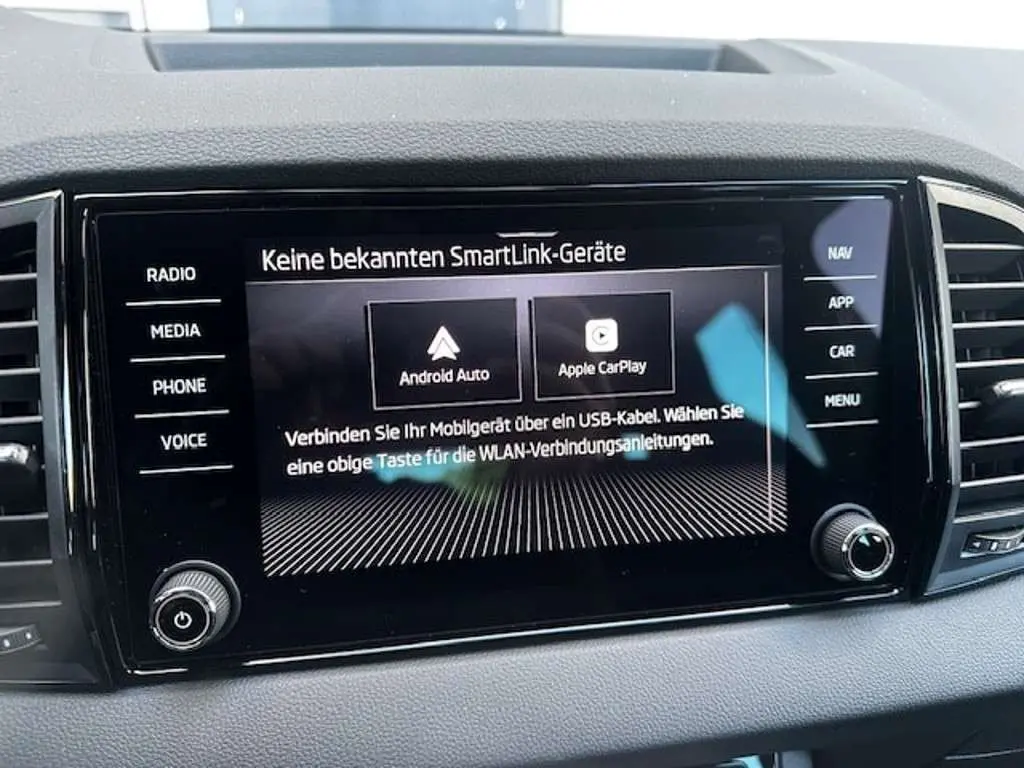 Keine bekannten SmartLink-Geräte
RADIO
MEDIA
PHONE
VOICE
Android Auto
Apple CarPlay
Verbinden Sie Ihr Mobilgerät über ein USB-Kabel. Wählen Sie
eine obige Taste für die WLAN-Verbindungsanleitungen.
NAV
APP
CAR
MENU